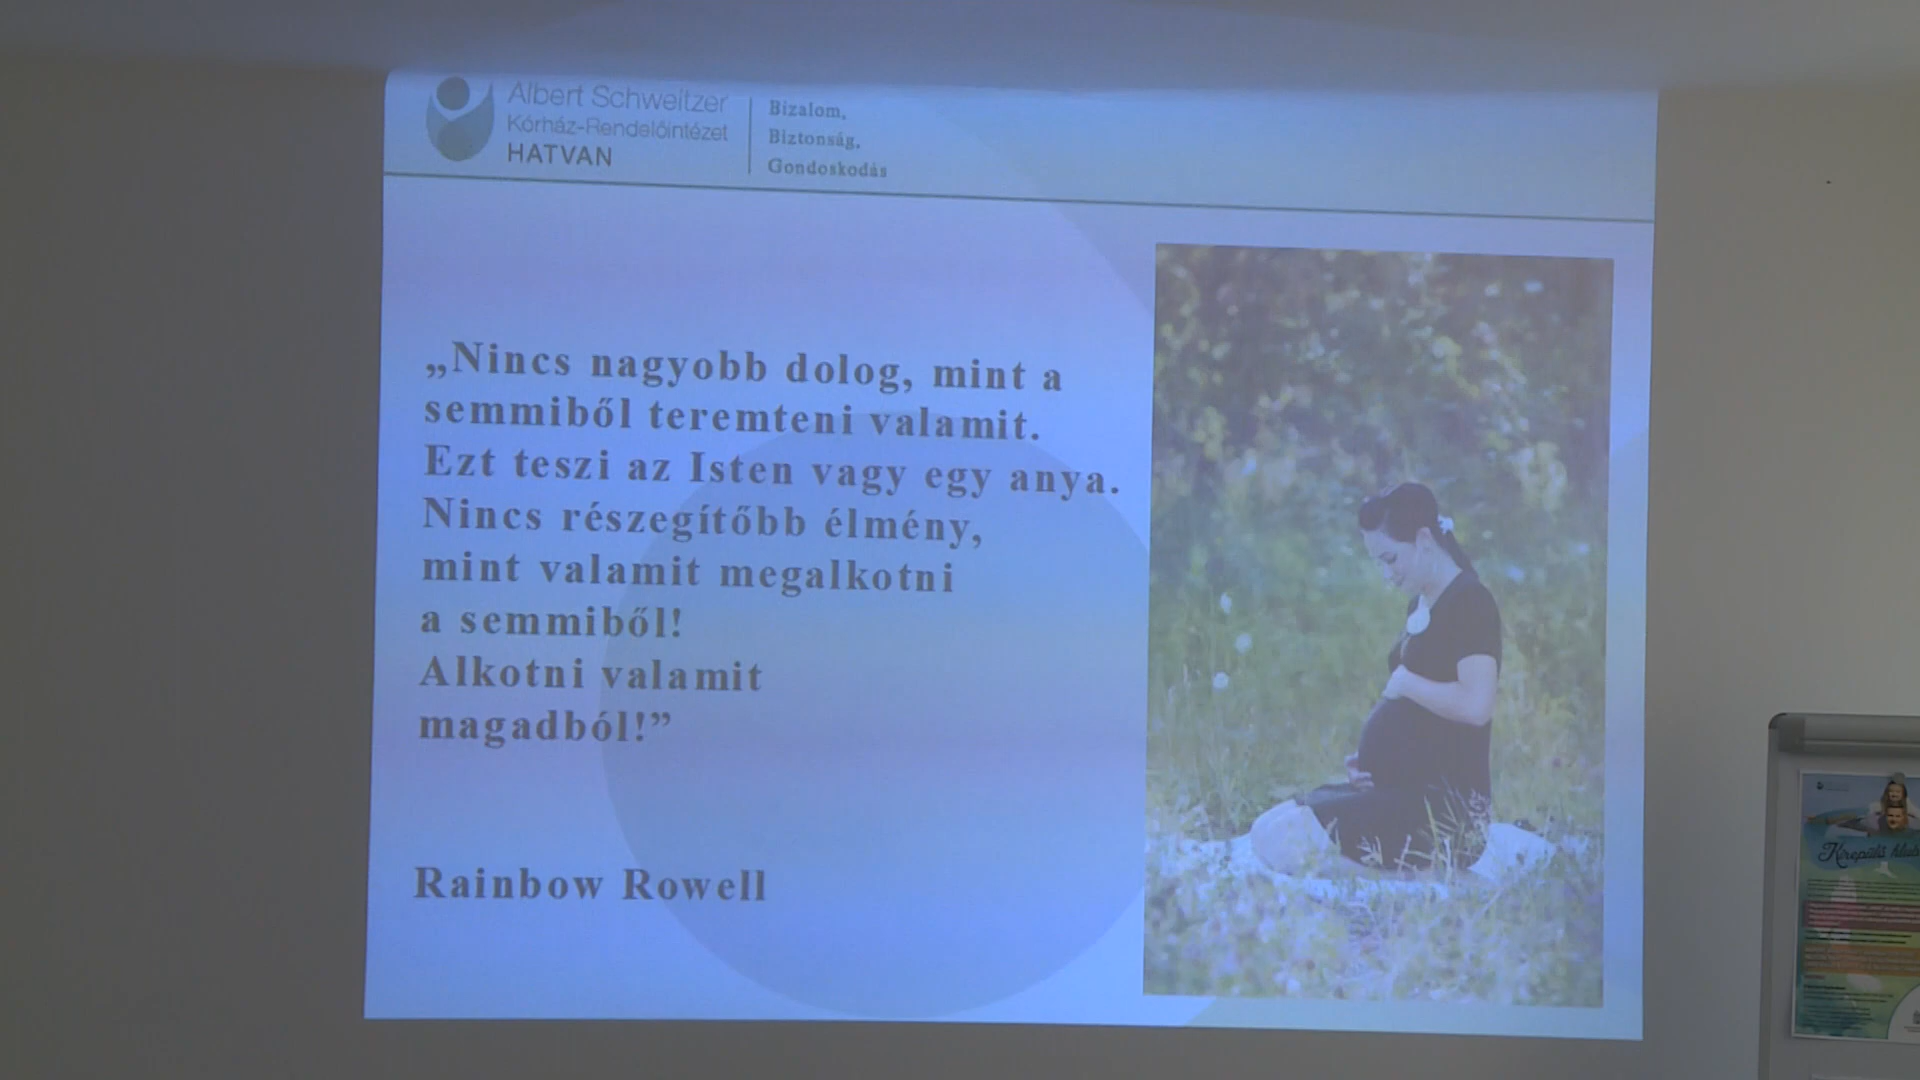 Albert Schweitzer
Kórház-Rendelőintézet
HATVAN
Bizalom,
Biztonság,
Gondoskodás
„Nincs nagyobb dolog, mint a
semmiből teremteni valamit.
Ezt teszi az Isten vagy egy anya.
Nincs részegítőbb élmény,
mint valamit megalkotni
a semmiből!
Alkotni valamit
magadból!”
Rainbow Rowell
Kirepülő